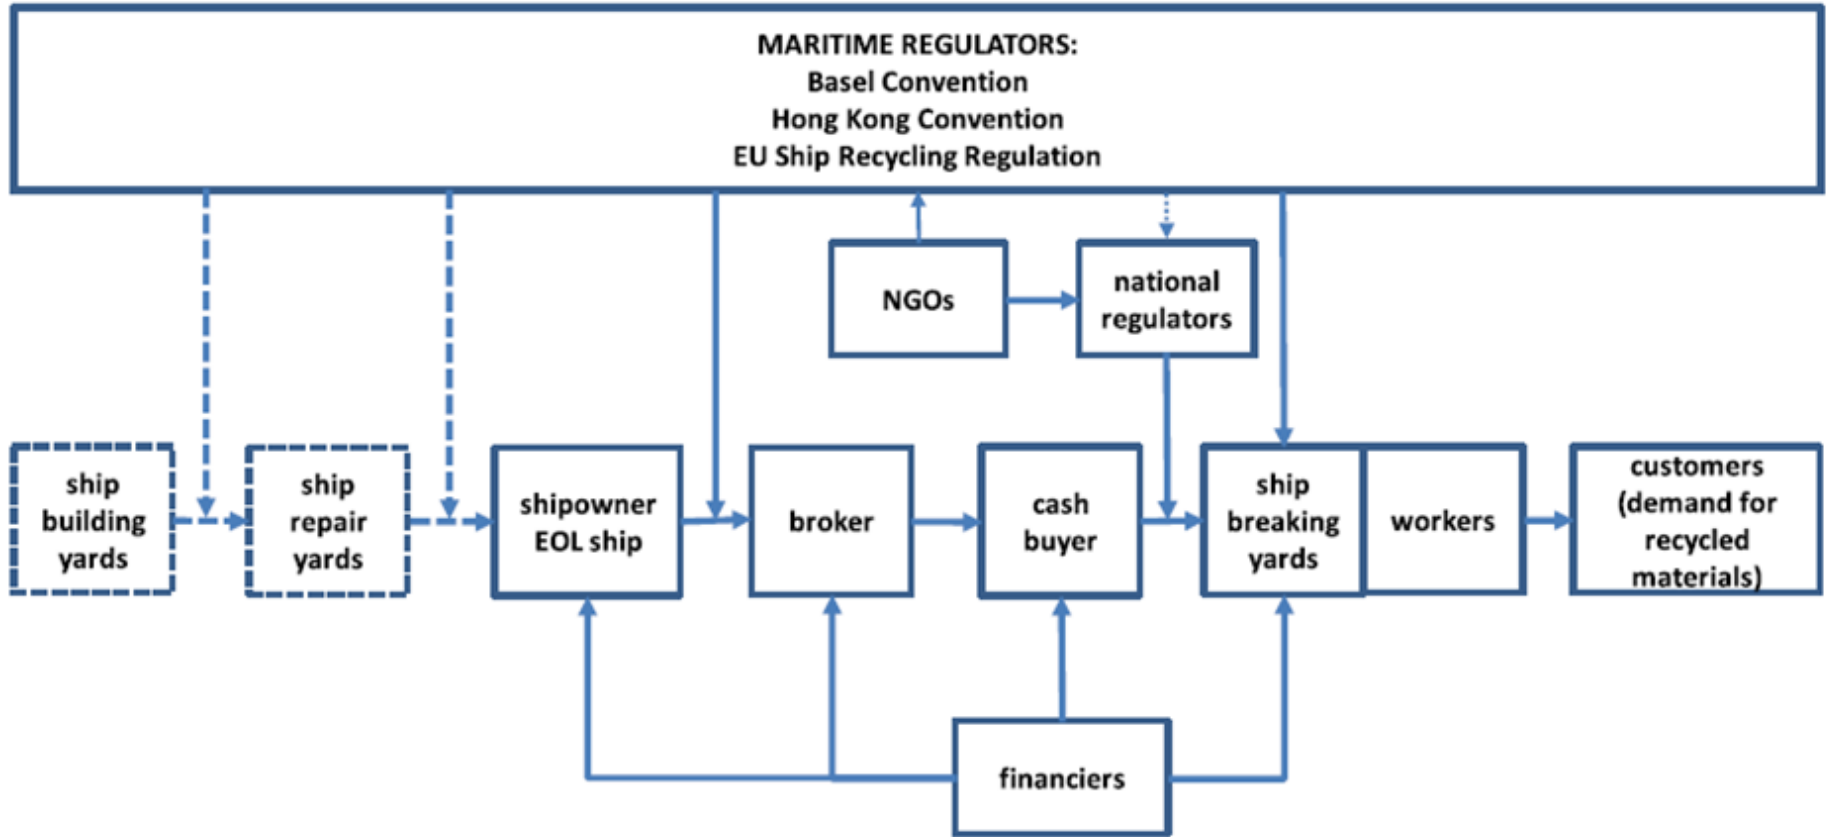 MARITIME REGULATORS:
Basel Convention
Hong Kong Convention
EU Ship Recycling Regulation
NGOs
national
regulators
ship
building
yards
ship
repair
yards
shipowner
EOL ship
broker
cash
buyer
ship
breaking
yards
workers
customers
(demand for
recycled
materials)
financiers